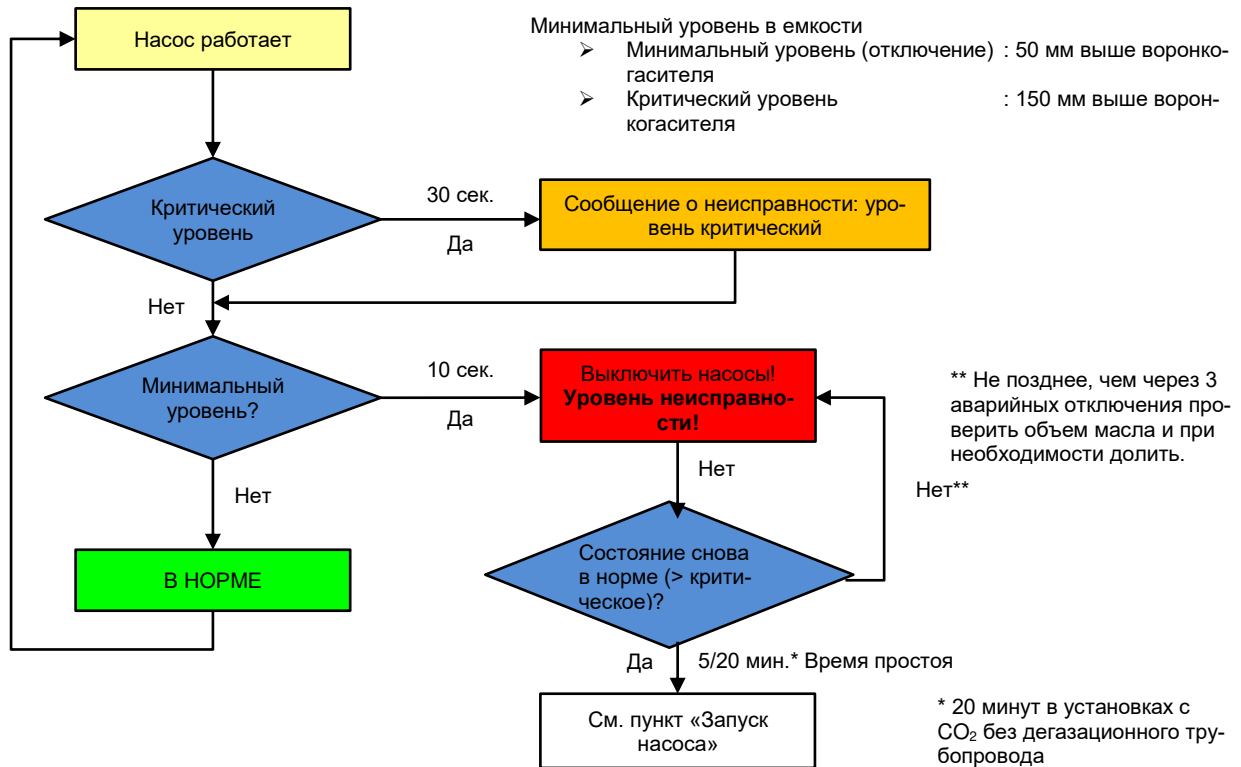 Насос работает
Минимальный уровень в емкости
➢ Минимальный уровень (отключение) : 50 мм выше воронко-
гасителя
➢ Критический уровень : 150 мм выше ворон-
когасителя
Критический
уровень
30 сек.
Да
Сообщение о неисправности: уро-
вень критический
Нет
Минимальный
уровень?
10 сек.
Да
Выключить насосы!
Уровень неисправно-
сти!
** Не позднее, чем через 3
аварийных отключения про-
верить объем масла и при
необходимости долить.
Нет
Нет
Нет**
В НОРМЕ
Состояние снова
в норме (> крити-
ческое)?
Да
5/20 мин.* Время простоя
См. пункт «Запуск
насоса»
* 20 минут в установках с
CO₂ без дегазационного тру-
бопровода